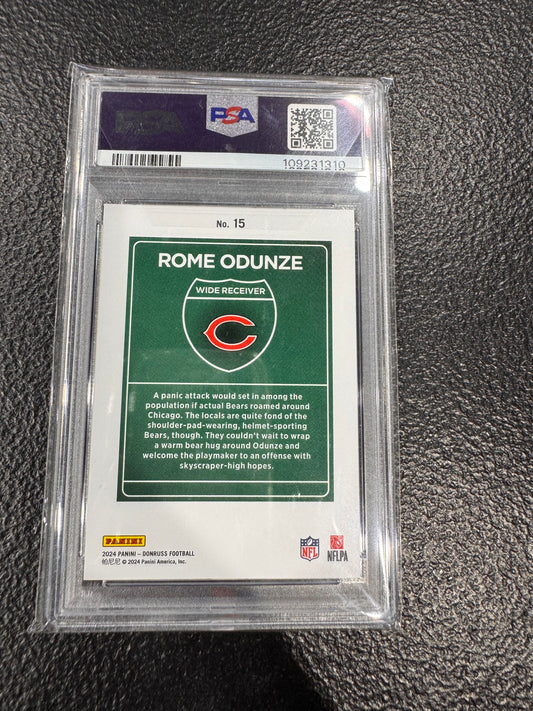 PSA
109231310
No. 15
ROME ODUNZE
WIDE RECEIVER
C
A panic attack would set in among the
population if actual Bears roamed around
Chicago. The locals are quite fond of the
shoulder-pad-wearing, helmet-sporting
Bears, though. They couldn't wait to wrap
a warm bear hug around Odunze and
welcome the playmaker to an offense with
skyscraper-high hopes.
PANINI
2024 PANINI – DONRUSS FOOTBALL
帕尼尼 © 2024 Panini America, Inc.
NFL
NFLPA